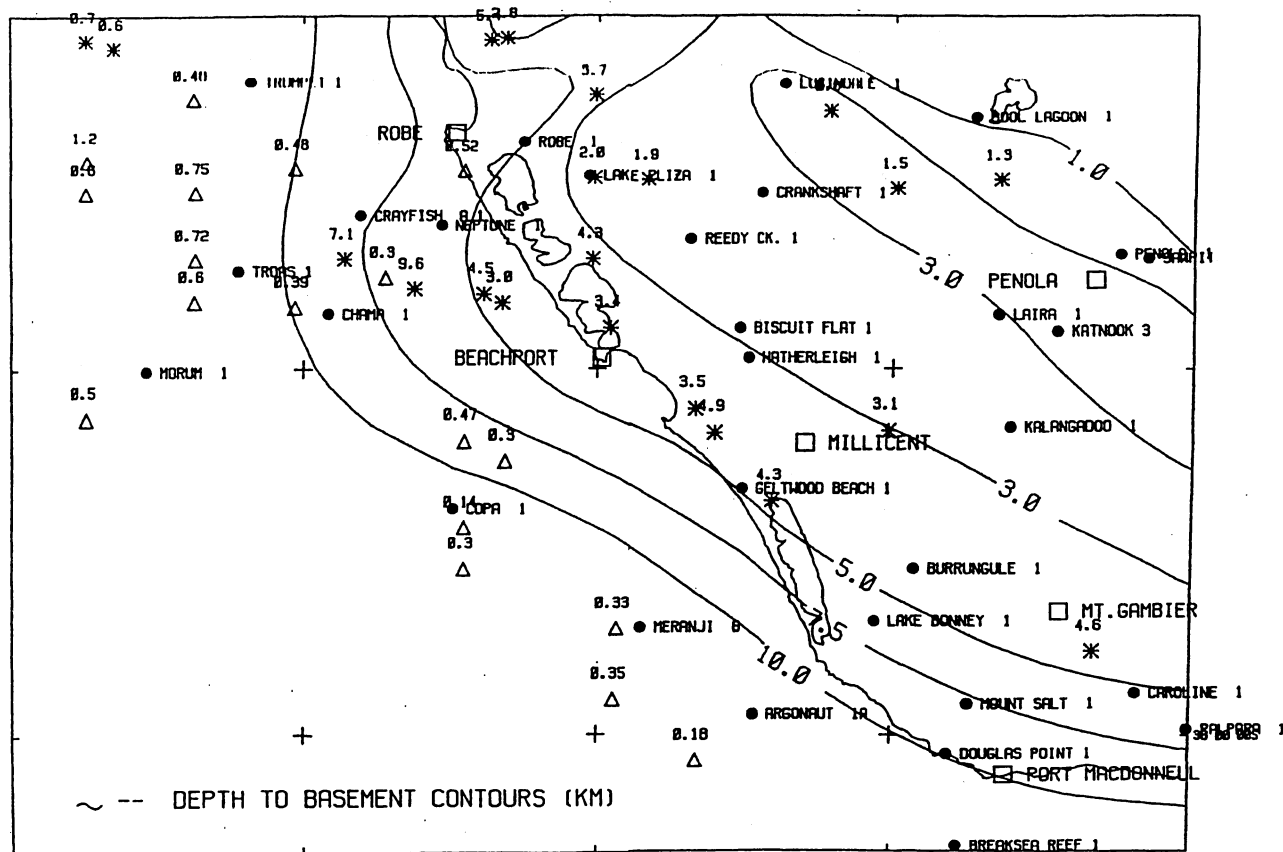 0.7
0.6
5.2.8
0.40
TRUMPET 1
3.7
1
BOOL LAGOON 1
ROBE
ROBE 1
1.0
1.2
0.75
0.48
0.52
2.0
1.9
LAKE ELIZA 1
CRANKSHAFT 1
1.5
1.3
CRAYFISH
NEPTUNE 1
0.72
7.1
0.3
4.3
REEDY CK. 1
3.0
PENOLA 1
TROAS 1
0.6
0.39
9.6
4.5
3.0
PENOLA
CHAMA 1
3.4
BISCUIT FLAT 1
LAIRA 1
KATNOOK 3
BEACHPORT
HATHERLEIGH 1
MORUM 1
0.5
3.5
4.9
3.1
0.47
0.3
KALANGADOO 1
MILLICENT
4.3
GELTWOOD BEACH 1
3.0
0.14
COPA 1
0.3
5.0
BURRUNGULE 1
0.33
MERANJI
7.5
LAKE BONNEY 1
MT.GAMBIER
4.6
10.0
0.35
CAROLINE 1
ARGONAUT 1A
MOUNT SALT 1
0.18
PALPARA 1
DOUGLAS POINT 1
PORT MACDONNELL
~ -- DEPTH TO BASEMENT CONTOURS (KM)
BREAKSEA REEF 1